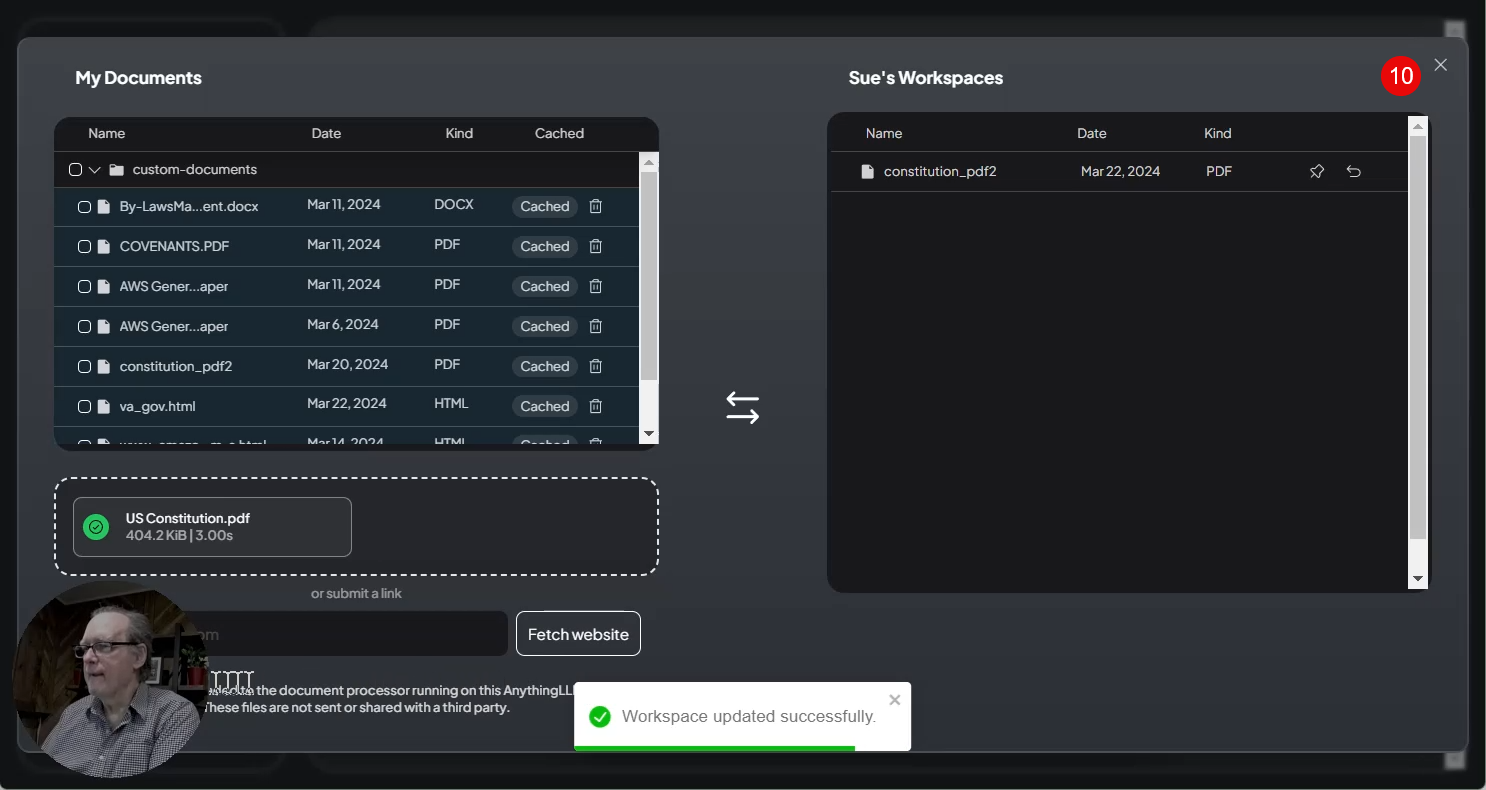 My Documents
Sue's Workspaces
10
Name Date Kind Cached
custom-documents
By-LawsMa...ent.docx Mar 11, 2024 DOCX Cached
COVENANTS.PDF Mar 11, 2024 PDF Cached
AWS Gener...aper Mar 11, 2024 PDF Cached
AWS Gener...aper Mar 6, 2024 PDF Cached
constitution_pdf2 Mar 20, 2024 PDF Cached
va_gov.html Mar 22, 2024 HTML Cached
Mar 14, 2024 HTML Cached
Name Date Kind
constitution_pdf2 Mar 22, 2024 PDF
US Constitution.pdf
404.2 KiB | 3.00s
or submit a link
Fetch website
the document processor running on this AnythingLL
These files are not sent or shared with a third party.
Workspace updated successfully.